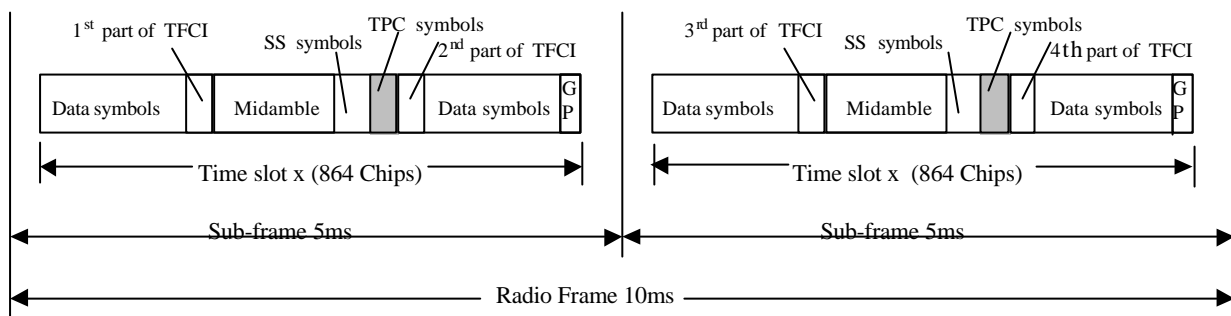 1st part of TFCI
SS symbols
TPC symbols
2nd part of TFCI
Data symbols
Midamble
Data symbols
G
P
Time slot x (864 Chips)
3rd part of TFCI
SS symbols
TPC symbols
4th part of TFCI
Data symbols
Midamble
Data symbols
G
P
Time slot x (864 Chips)
Sub-frame 5ms
Sub-frame 5ms
Radio Frame 10ms